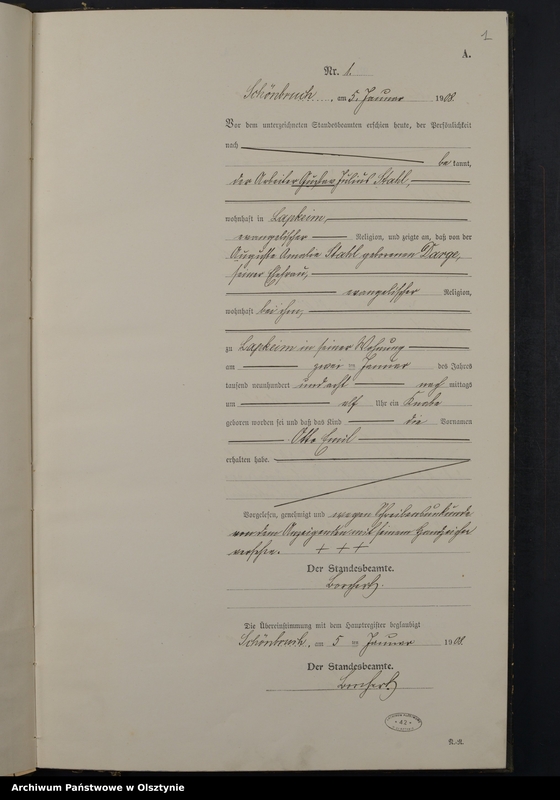 1
A.
Nr. 1.
Schönbruch, am 5. Januar 1908.
Vor dem unterzeichneten Standesbeamten erschien heute, der Persönlichkeit
nach
bekannt,
der Arbeiter Gustav Julius Stahl,
wohnhaft in Lapkeim,
evangelischer Religion, und zeigte an, daß von der
Auguste Amalie Stahl geborenen Darge,
seiner Ehefrau,
evangelischer Religion,
wohnhaft bei ihm,
zu Lapkeim in seiner Wohnung
am zwei ten Januar des Jahres
tausend neunhundert und acht nach mittags
um elf Uhr ein Knabe
geboren worden sei und daß das Kind die Vornamen
Otto Emil
erhalten habe.
Vorgelesen, genehmigt und wegen Schreibensunkunde
von dem Anzeigenden mit seinem Handzeichen
versehen. + + +
Der Standesbeamte.
Borchert.
Die Übereinstimmung mit dem Hauptregister beglaubigt
Schönbruch, am 5 ten Januar 1908.
Der Standesbeamte.
Borchert
42
Archiwum Państwowe w Olsztynie